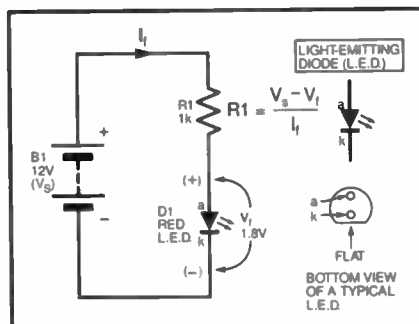 If
LIGHT-EMITTING
DIODE (L.E.D.)
R1
1k
R1 = Vs – Vf
If
a
k
+
B1
12V
(VS)
–
(+)
a
D1
RED
L.E.D.
k
(–)
Vf
1.8V
a
k
FLAT
BOTTOM VIEW
OF A TYPICAL
L.E.D.